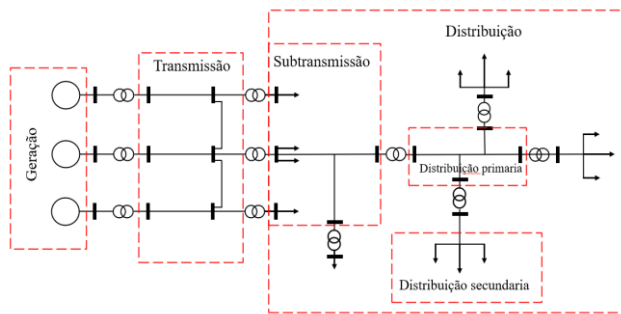 Distribuição
Transmissão
Subtransmissão
Geração
Distribuição primaria
Distribuição secundaria